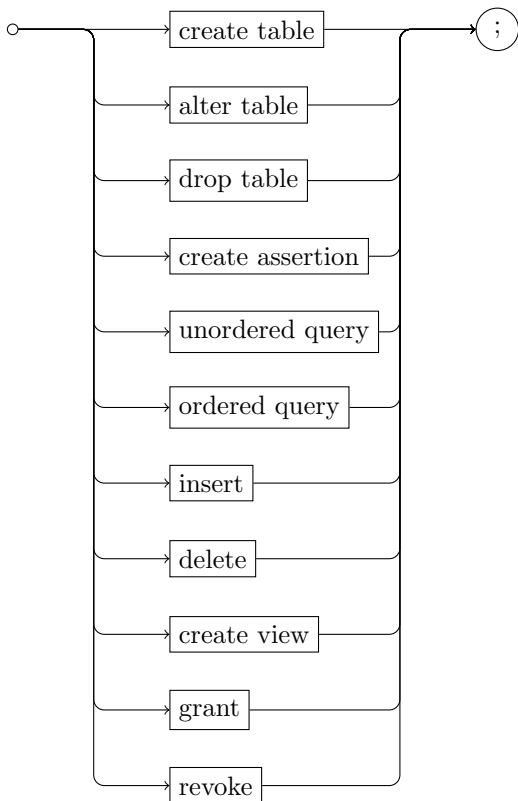 create table
;
alter table
drop table
create assertion
unordered query
ordered query
insert
delete
create view
grant
revoke